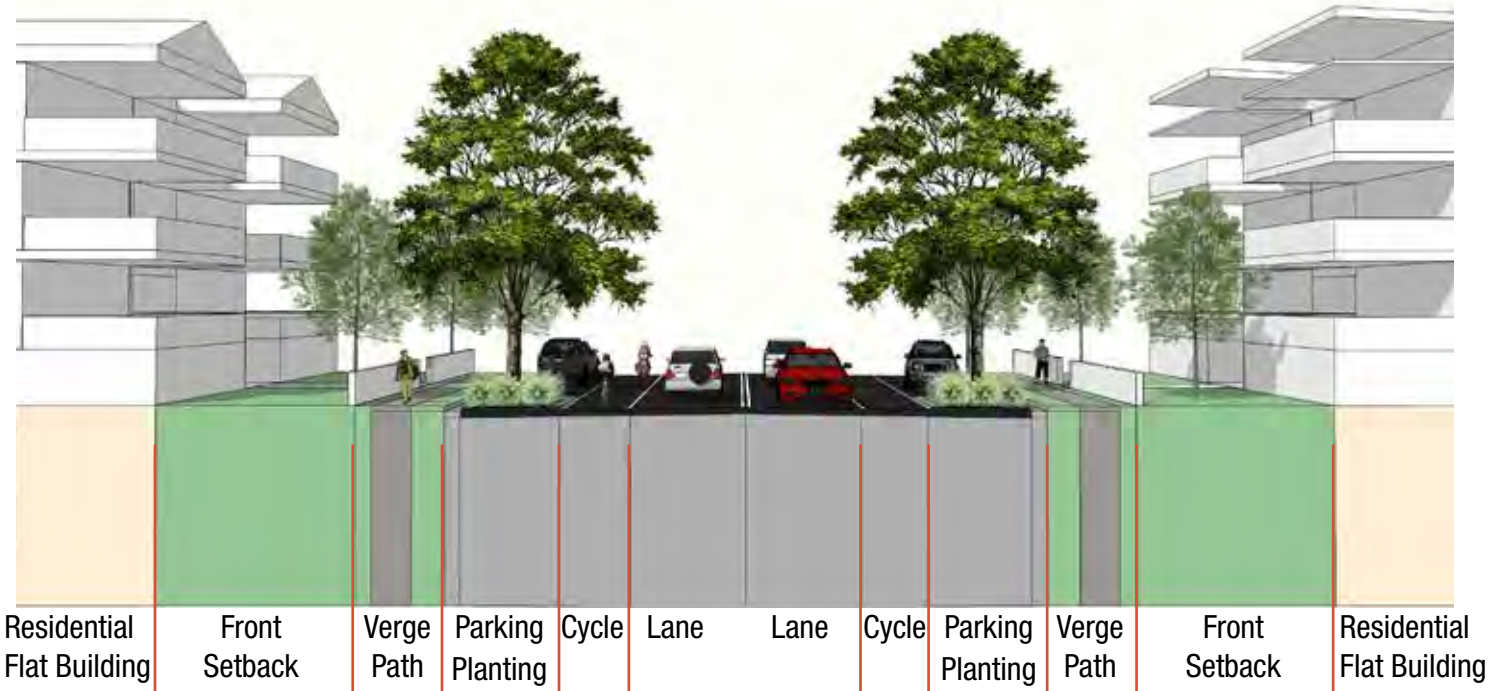 Residential
Flat Building
Front
Setback
Verge
Path
Parking
Planting
Cycle
Lane
Lane
Cycle
Parking
Planting
Verge
Path
Front
Setback
Residential
Flat Building